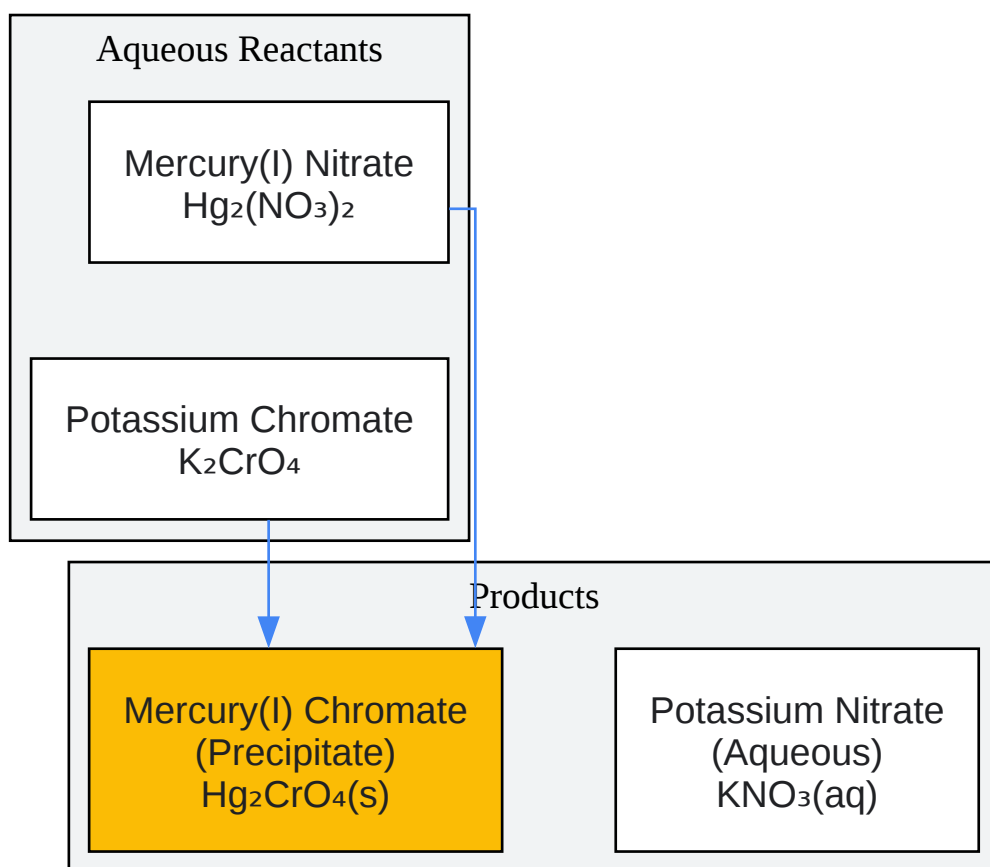 Aqueous Reactants
Mercury(I) Nitrate
Hg₂(NO₃)₂
Potassium Chromate
K₂CrO₄
Products
Mercury(I) Chromate
(Precipitate)
Hg₂CrO₄(s)
Potassium Nitrate
(Aqueous)
KNO₃(aq)